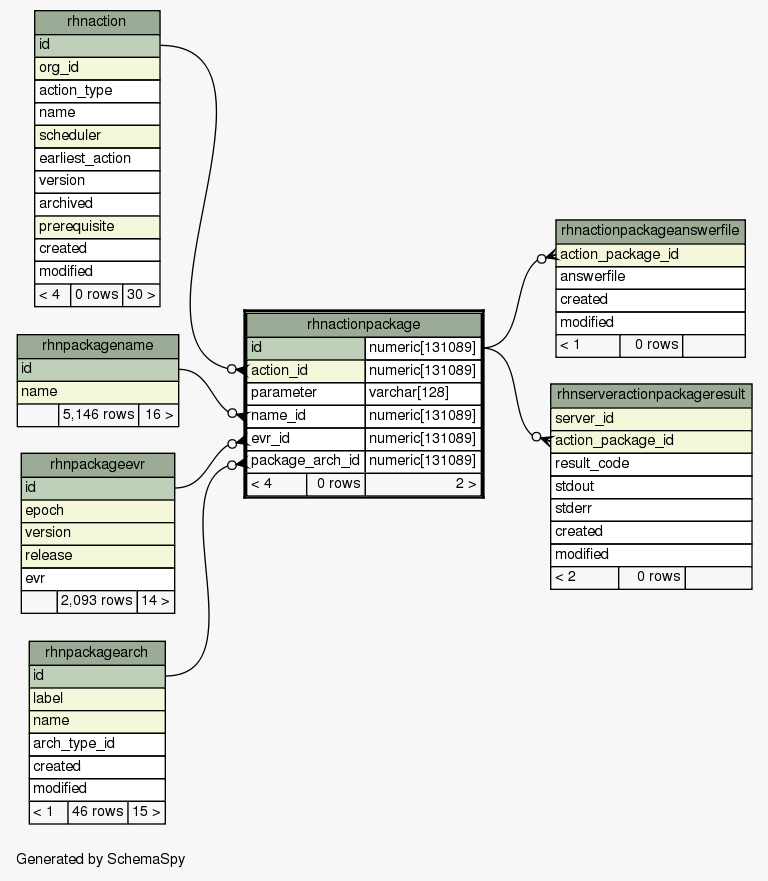 rhnaction
id
org_id
action_type
name
scheduler
earliest_action
version
archived
prerequisite
created
modified
< 4 0 rows 30 >
rhnpackagename
id
name
5,146 rows 16 >
rhnpackageevr
id
epoch
version
release
evr
2,093 rows 14 >
rhnpackagearch
id
label
name
arch_type_id
created
modified
< 1 46 rows 15 >
rhnactionpackage
id numeric[131089]
action_id numeric[131089]
parameter varchar[128]
name_id numeric[131089]
evr_id numeric[131089]
package_arch_id numeric[131089]
< 4 0 rows 2 >
rhnactionpackageanswerfile
action_package_id
answerfile
created
modified
< 1 0 rows
rhnserveractionpackageresult
server_id
action_package_id
result_code
stdout
stderr
created
modified
< 2 0 rows
Generated by SchemaSpy